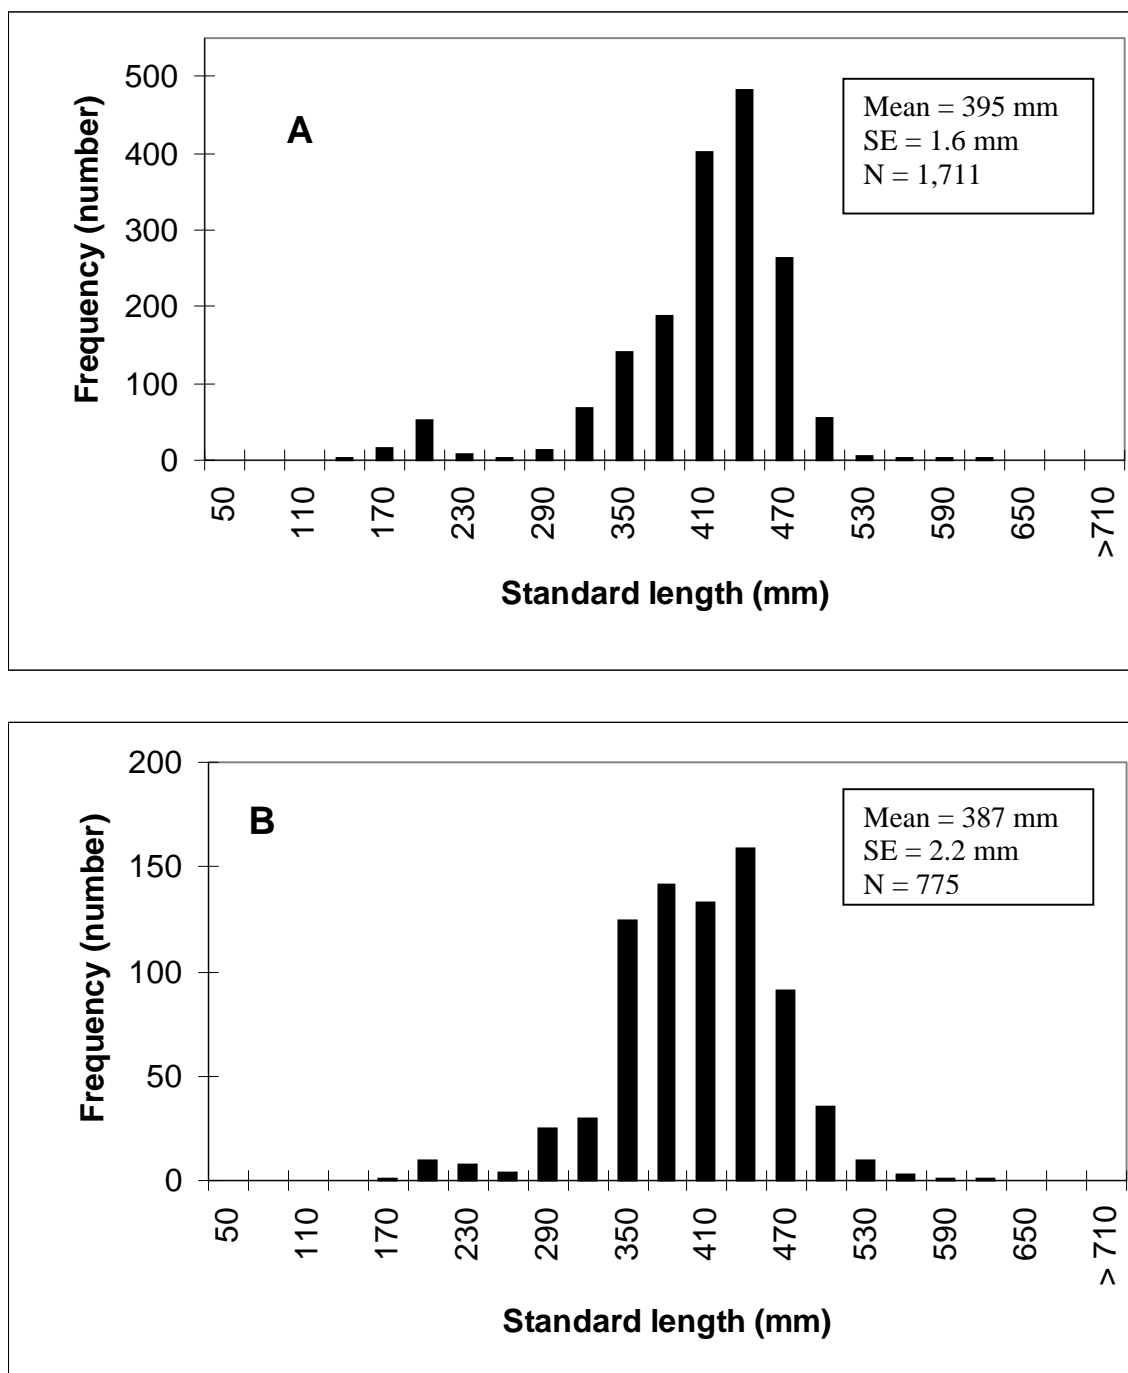 500
400
300
200
100
0
Frequency (number)
A
Mean = 395 mm
SE = 1.6 mm
N = 1,711
50
110
170
230
290
350
410
470
530
590
650
>710
Standard length (mm)
200
150
100
50
0
Frequency (number)
B
Mean = 387 mm
SE = 2.2 mm
N = 775
50
110
170
230
290
350
410
470
530
590
650
> 710
Standard length (mm)